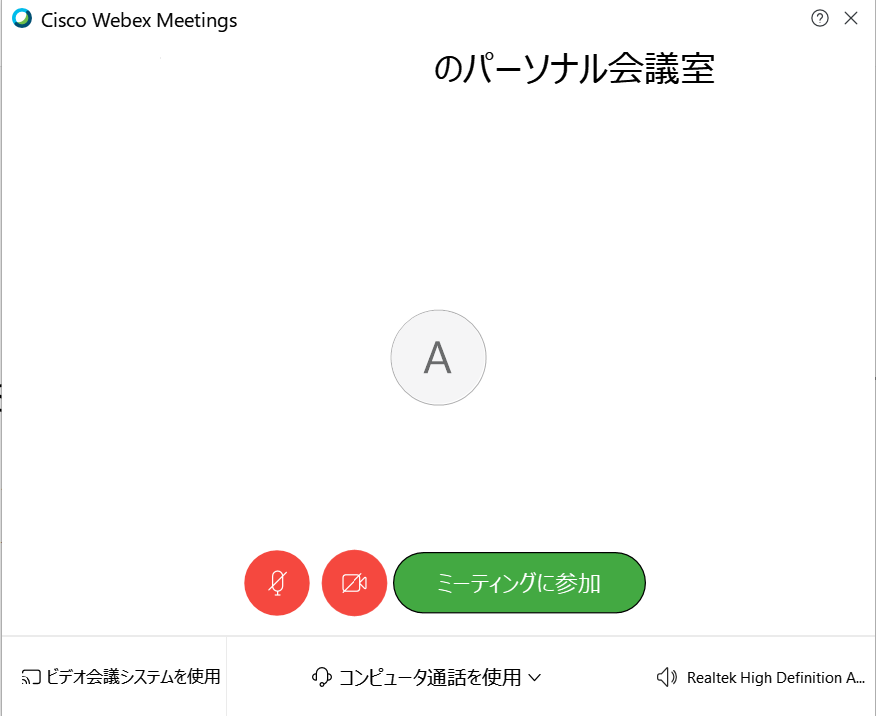 Cisco Webex Meetings
のパーソナル会議室
A
ミーティングに参加
ビデオ会議システムを使用
コンピュータ通話を使用
Realtek High Definition A...